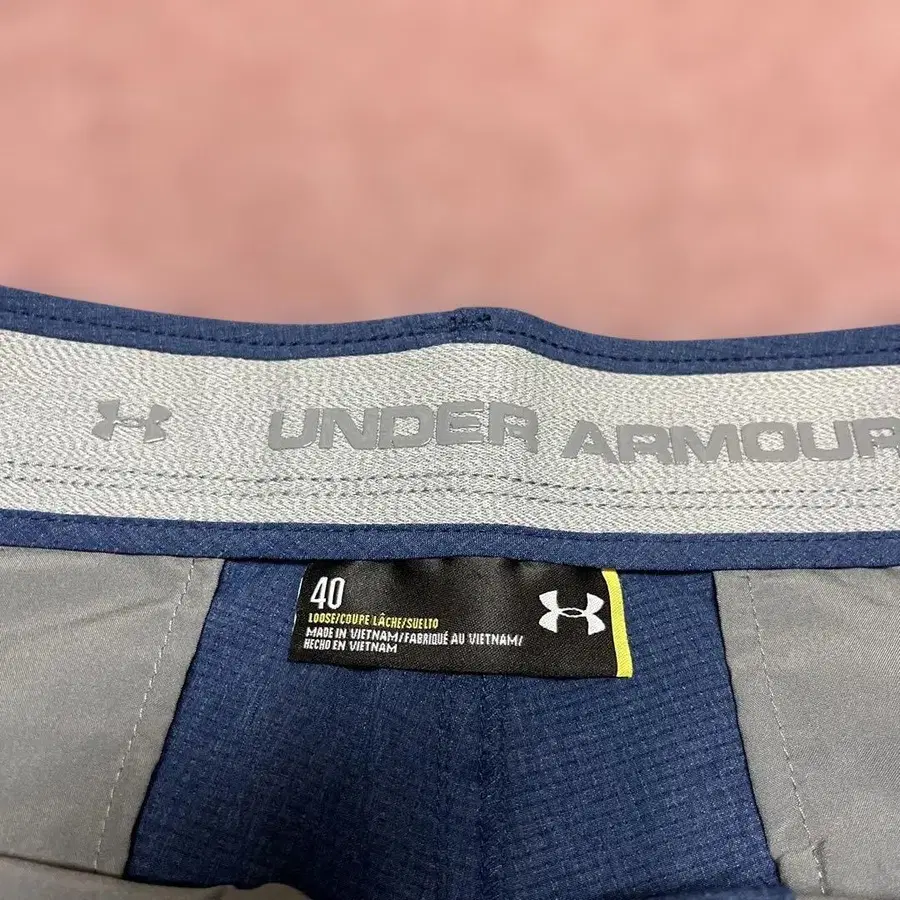 UNDER ARMOUR
40
LOOSE/COUPE LÂCHE/SUELTO
MADE IN VIETNAM/FABRIQUÉ AU VIETNAM/
HECHO EN VIETNAM